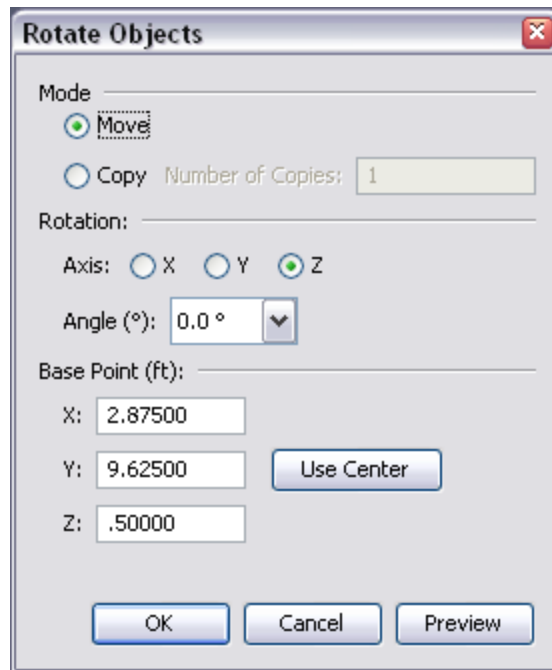 Rotate Objects
Mode
Move
Copy Number of Copies: 1
Rotation:
Axis: X Y Z
Angle (°): 0.0 °
Base Point (ft):
X: 2.87500
Y: 9.62500 Use Center
Z: .50000
OK Cancel Preview